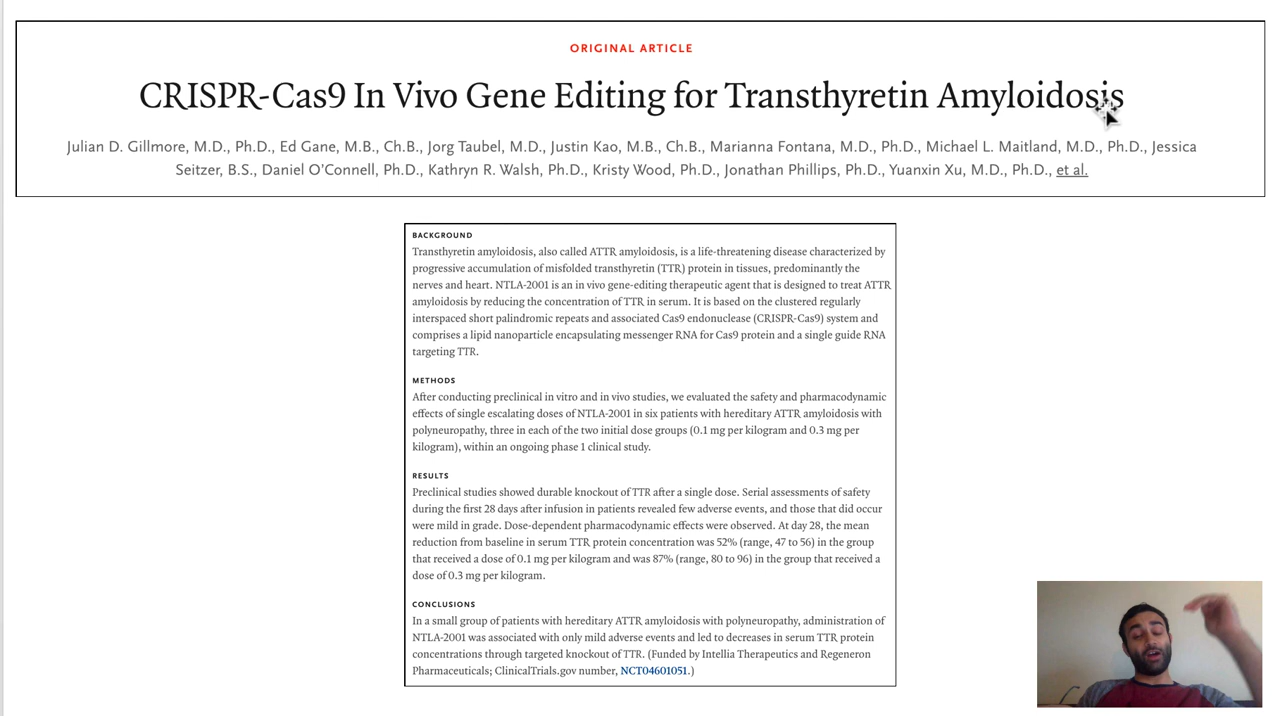 ORIGINAL ARTICLE
CRISPR-Cas9 In Vivo Gene Editing for Transthyretin Amyloidosis
Julian D. Gillmore, M.D., Ph.D., Ed Gane, M.B., Ch.B., Jorg Taubel, M.D., Justin Kao, M.B., Ch.B., Marianna Fontana, M.D., Ph.D., Michael L. Maitland, M.D., Ph.D., Jessica
Seitzer, B.S., Daniel O'Connell, Ph.D., Kathryn R. Walsh, Ph.D., Kristy Wood, Ph.D., Jonathan Phillips, Ph.D., Yuanxin Xu, M.D., Ph.D., et al.
BACKGROUND
Transthyretin amyloidosis, also called ATTR amyloidosis, is a life-threatening disease characterized by
progressive accumulation of misfolded transthyretin (TTR) protein in tissues, predominantly the
nerves and heart. NTLA-2001 is an in vivo gene-editing therapeutic agent that is designed to treat ATTR
amyloidosis by reducing the concentration of TTR in serum. It is based on the clustered regularly
interspaced short palindromic repeats and associated Cas9 endonuclease (CRISPR-Cas9) system and
comprises a lipid nanoparticle encapsulating messenger RNA for Cas9 protein and a single guide RNA
targeting TTR.
METHODS
After conducting preclinical in vitro and in vivo studies, we evaluated the safety and pharmacodynamic
effects of single escalating doses of NTLA-2001 in six patients with hereditary ATTR amyloidosis with
polyneuropathy, three in each of the two initial dose groups (0.1 mg per kilogram and 0.3 mg per
kilogram), within an ongoing phase 1 clinical study.
RESULTS
Preclinical studies showed durable knockout of TTR after a single dose. Serial assessments of safety
during the first 28 days after infusion in patients revealed few adverse events, and those that did occur
were mild in grade. Dose-dependent pharmacodynamic effects were observed. At day 28, the mean
reduction from baseline in serum TTR protein concentration was 52% (range, 47 to 56) in the group
that received a dose of 0.1 mg per kilogram and was 87% (range, 80 to 96) in the group that received a
dose of 0.3 mg per kilogram.
CONCLUSIONS
In a small group of patients with hereditary ATTR amyloidosis with polyneuropathy, administration of
NTLA-2001 was associated with only mild adverse events and led to decreases in serum TTR protein
concentrations through targeted knockout of TTR. (Funded by Intellia Therapeutics and Regeneron
Pharmaceuticals; ClinicalTrials.gov number, NCT04601051.)